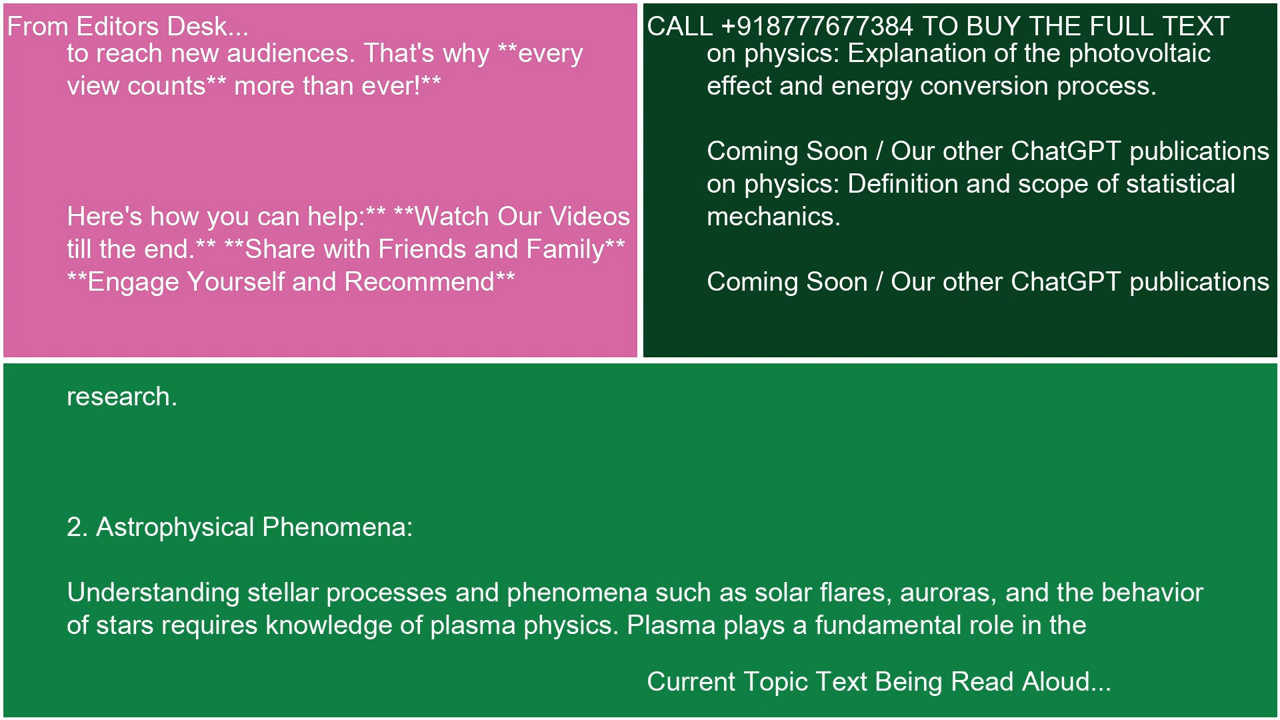 From Editors Desk...
to reach new audiences. That's why **every
view counts** more than ever!**
Here's how you can help:** **Watch Our Videos
till the end.** **Share with Friends and Family**
**Engage Yourself and Recommend**
CALL +918777677384 TO BUY THE FULL TEXT
on physics: Explanation of the photovoltaic
effect and energy conversion process.
Coming Soon / Our other ChatGPT publications
on physics: Definition and scope of statistical
mechanics.
Coming Soon / Our other ChatGPT publications
research.
2. Astrophysical Phenomena:
Understanding stellar processes and phenomena such as solar flares, auroras, and the behavior
of stars requires knowledge of plasma physics. Plasma plays a fundamental role in the
Current Topic Text Being Read Aloud...